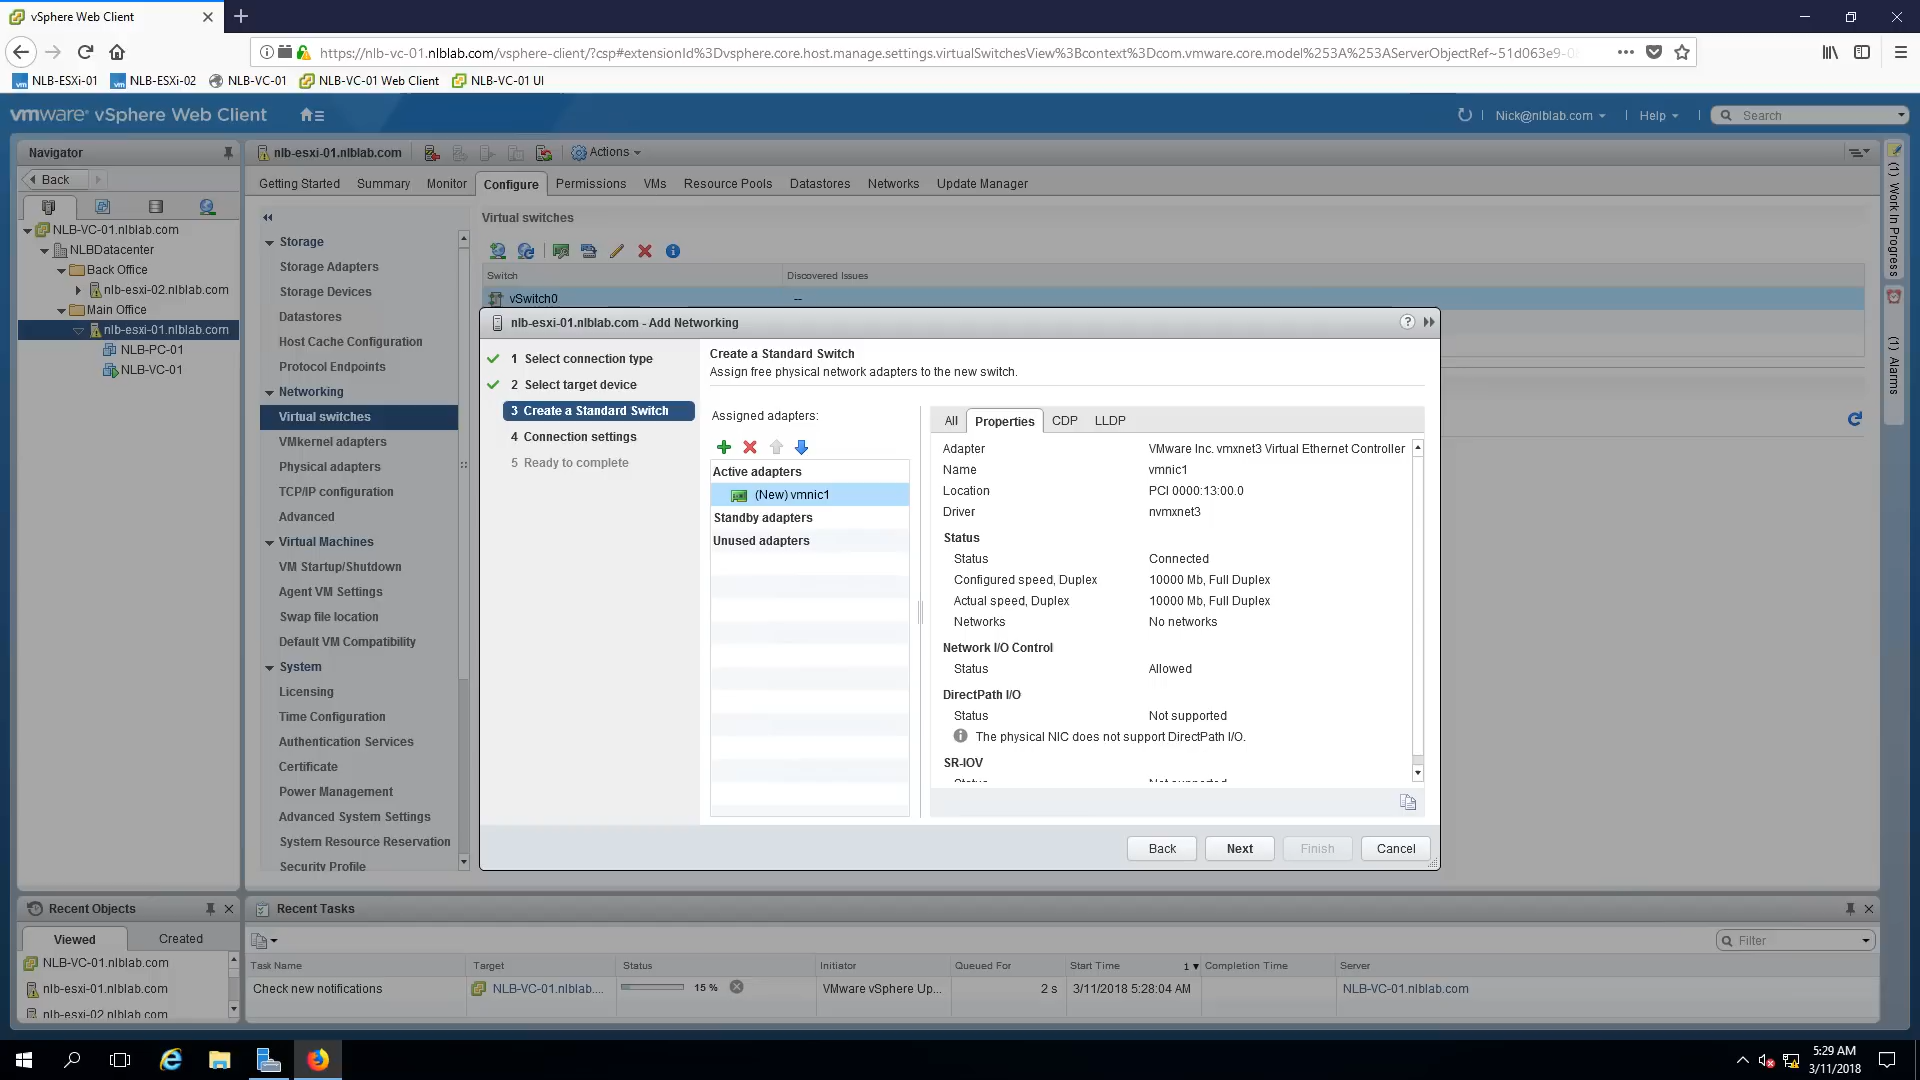 vSphere Web Client
https://nlb-vc-01.nlblab.com/vsphere-client/?csp#extensionId%3Dvsphere.core.host.manage.settings.virtualSwitchesView%3Bcontext%3Dcom.vmware.core.model%253A%253AServerObjectRef~51d063e9-0
NLB-ESXi-01
NLB-ESXi-02
NLB-VC-01
NLB-VC-01 Web Client
NLB-VC-01 UI
vmware® vSphere Web Client
Nick@nlblab.com
Help
Search
Navigator
Back
NLB-VC-01.nlblab.com
NLBDatacenter
Back Office
nlb-esxi-02.nlblab.com
Main Office
nlb-esxi-01.nlblab.com
NLB-PC-01
NLB-VC-01
nlb-esxi-01.nlblab.com
Actions
Getting Started
Summary
Monitor
Configure
Permissions
VMs
Resource Pools
Datastores
Networks
Update Manager
Storage
Storage Adapters
Storage Devices
Datastores
Host Cache Configuration
Protocol Endpoints
Networking
Virtual switches
VMkernel adapters
Physical adapters
TCP/IP configuration
Advanced
Virtual Machines
VM Startup/Shutdown
Agent VM Settings
Swap file location
Default VM Compatibility
System
Licensing
Time Configuration
Authentication Services
Certificate
Power Management
Advanced System Settings
System Resource Reservation
Security Profile
Virtual switches
Switch
Discovered Issues
vSwitch0
--
nlb-esxi-01.nlblab.com - Add Networking
1 Select connection type
2 Select target device
3 Create a Standard Switch
4 Connection settings
5 Ready to complete
Create a Standard Switch
Assign free physical network adapters to the new switch.
Assigned adapters:
Active adapters
(New) vmnic1
Standby adapters
Unused adapters
All
Properties
CDP
LLDP
Adapter VMware Inc. vmxnet3 Virtual Ethernet Controller
Name vmnic1
Location PCI 0000:13:00.0
Driver nvmxnet3
Status
Status Connected
Configured speed, Duplex 10000 Mb, Full Duplex
Actual speed, Duplex 10000 Mb, Full Duplex
Networks No networks
Network I/O Control
Status Allowed
DirectPath I/O
Status Not supported
The physical NIC does not support DirectPath I/O.
SR-IOV
Status Not supported
Back
Next
Finish
Cancel
(1) Work In Progress
(1) Alarms
Recent Objects
Viewed
Created
NLB-VC-01.nlblab.com
nlb-esxi-01.nlblab.com
nlb-esxi-02.nlblab.com
Recent Tasks
Filter
Task Name Target Status Initiator Queued For Start Time 1 Completion Time Server
Check new notifications NLB-VC-01.nlblab.... 15 % VMware vSphere Up... 2 s 3/11/2018 5:28:04 AM NLB-VC-01.nlblab.com
5:29 AM
3/11/2018